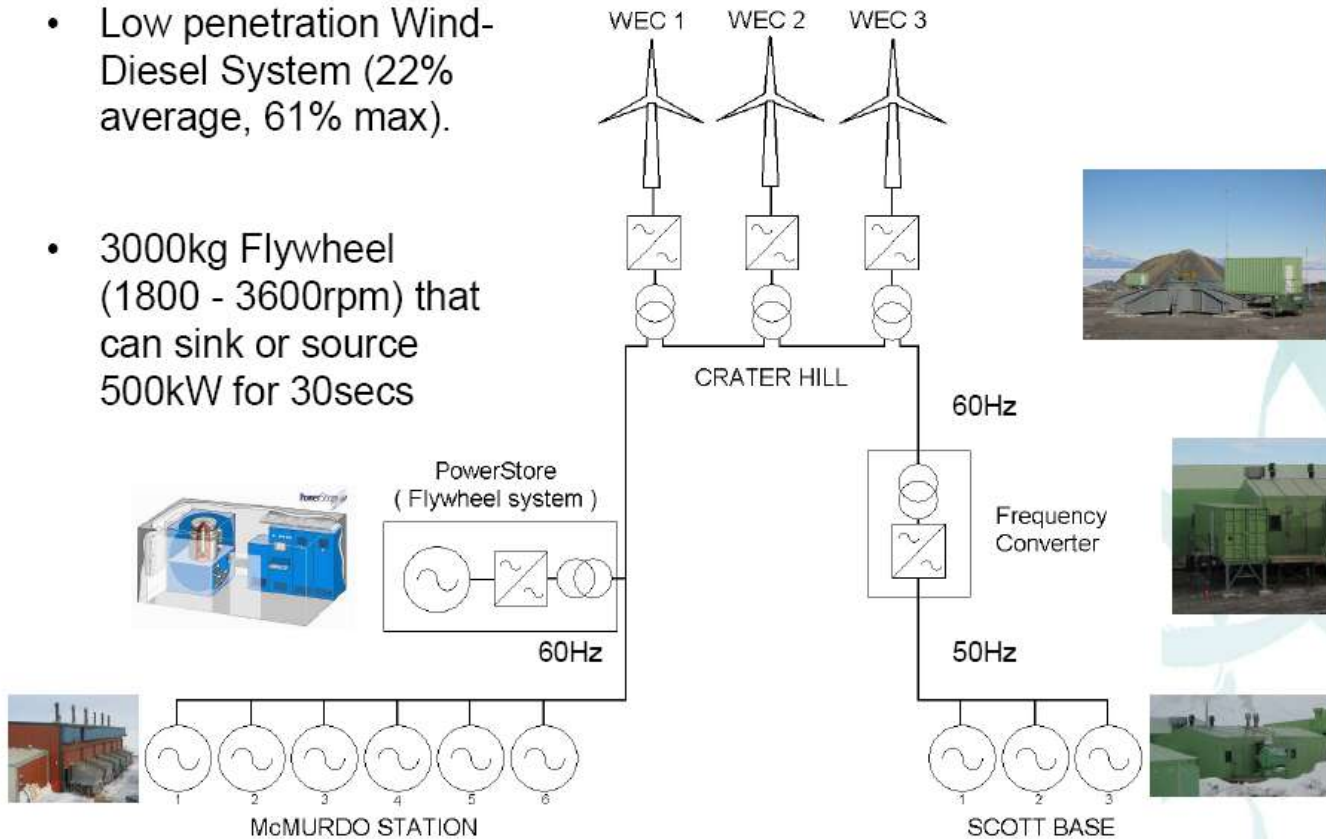 • Low penetration Wind-
Diesel System (22%
average, 61% max).
• 3000kg Flywheel
(1800 - 3600rpm) that
can sink or source
500kW for 30secs
WEC 1
WEC 2
WEC 3
CRATER HILL
60Hz
PowerStore
( Flywheel system )
PowerStore
Frequency
Converter
60Hz
50Hz
1
2
3
4
5
6
McMURDO STATION
1
2
3
SCOTT BASE